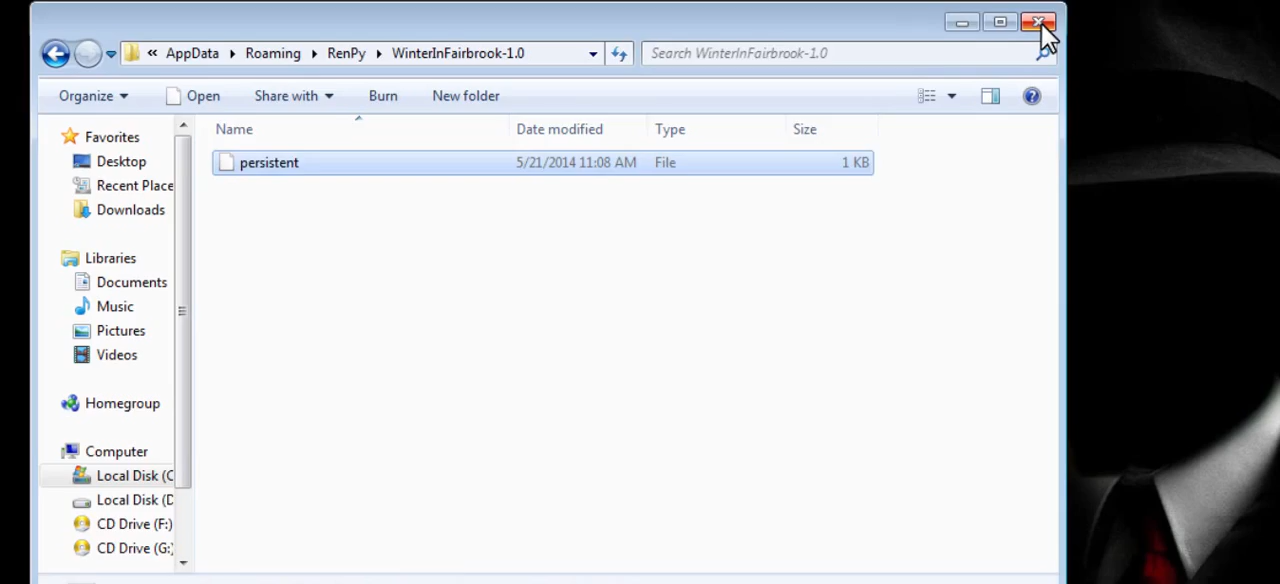 « AppData Roaming RenPy WinterInFairbrook-1.0 Search WinterInFairbrook-1.0
Organize Open Share with Burn New folder
Name Date modified Type Size
persistent 5/21/2014 11:08 AM File 1 KB
Favorites
Desktop
Recent Place
Downloads
Libraries
Documents
Music
Pictures
Videos
Homegroup
Computer
Local Disk (C
Local Disk (D
CD Drive (F:)
CD Drive (G:)